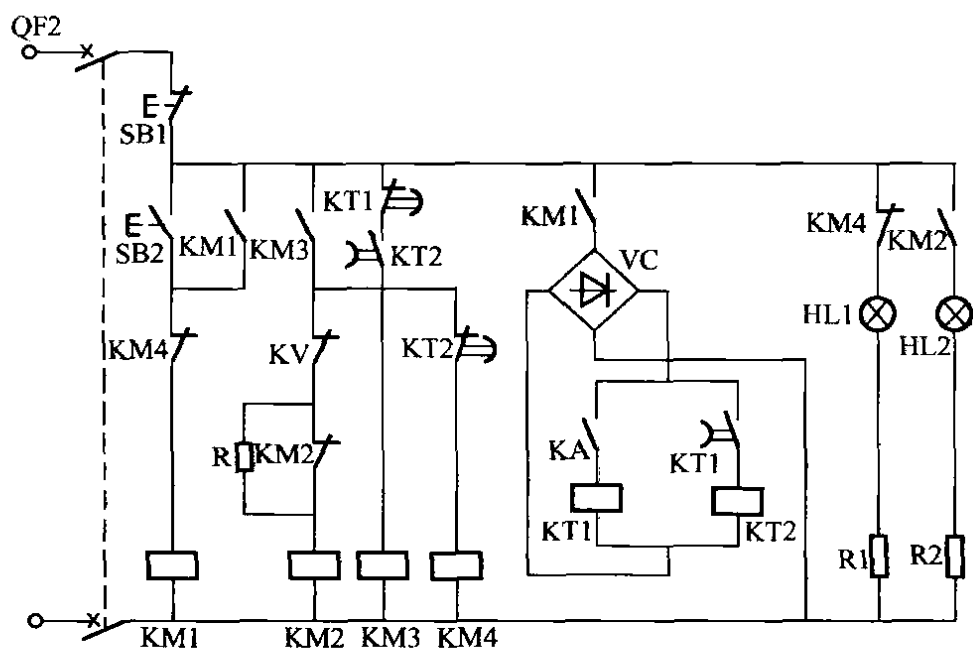 QF2
SB1
SB2
KM1
KM3
KT1
KT2
KM1
VC
KM4
KM2
HL1
HL2
KM4
KV
KT2
R
KM2
KA
KT1
KT1
KT2
R1
R2
KM1
KM2
KM3
KM4